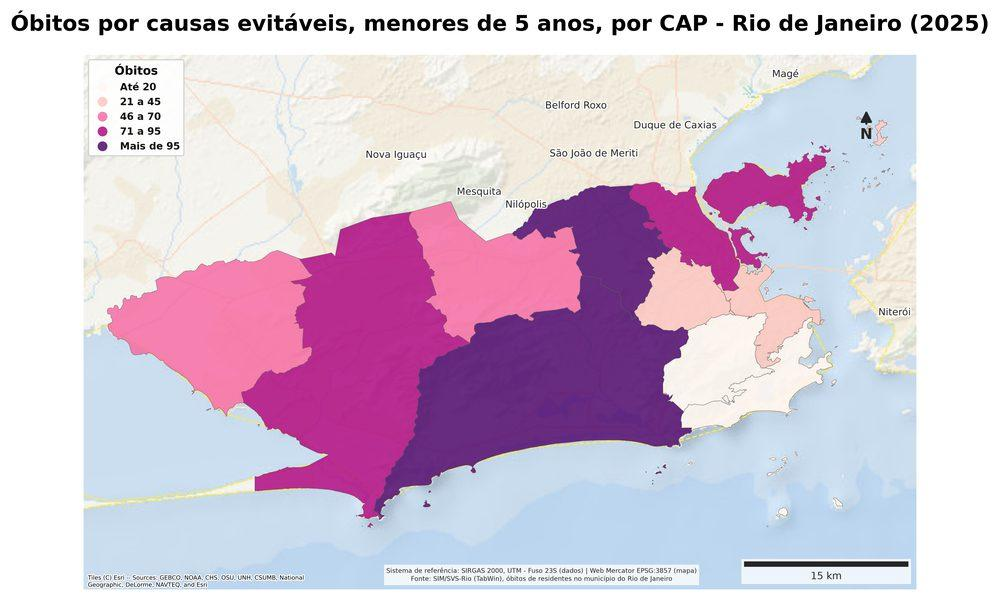 Óbitos por causas evitáveis, menores de 5 anos, por CAP - Rio de Janeiro (2025)
Óbitos
Até 20
21 a 45
46 a 70
71 a 95
Mais de 95
Magé
Belford Roxo
Duque de Caxias
N
Nova Iguaçu
São João de Meriti
Mesquita
Nilópolis
Niterói
Tiles (C) Esri -- Sources: GEBCO, NOAA, CHS, OSU, UNH, CSUMB, National
Geographic, DeLorme, NAVTEQ, and Esri
Sistema de referência: SIRGAS 2000, UTM - Fuso 23S (dados) | Web Mercator EPSG:3857 (mapa)
Fonte: SIM/SVS-Rio (TabWin), óbitos de residentes no município do Rio de Janeiro
15 km